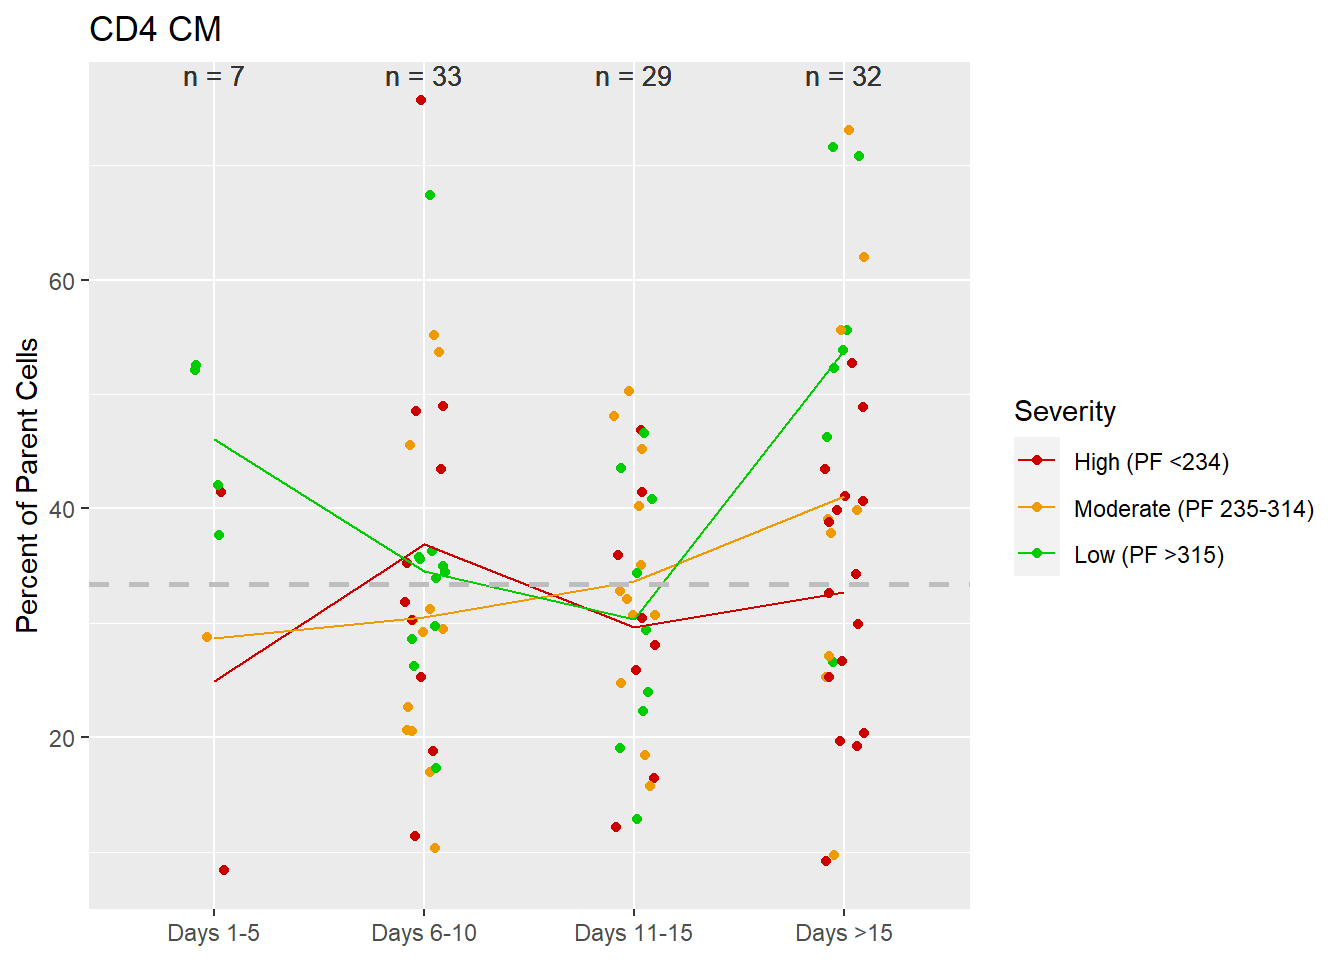 CD4 CM
n = 7
n = 33
n = 29
n = 32
Percent of Parent Cells
60
40
20
Days 1-5
Days 6-10
Days 11-15
Days >15
Severity
High (PF <234)
Moderate (PF 235-314)
Low (PF >315)